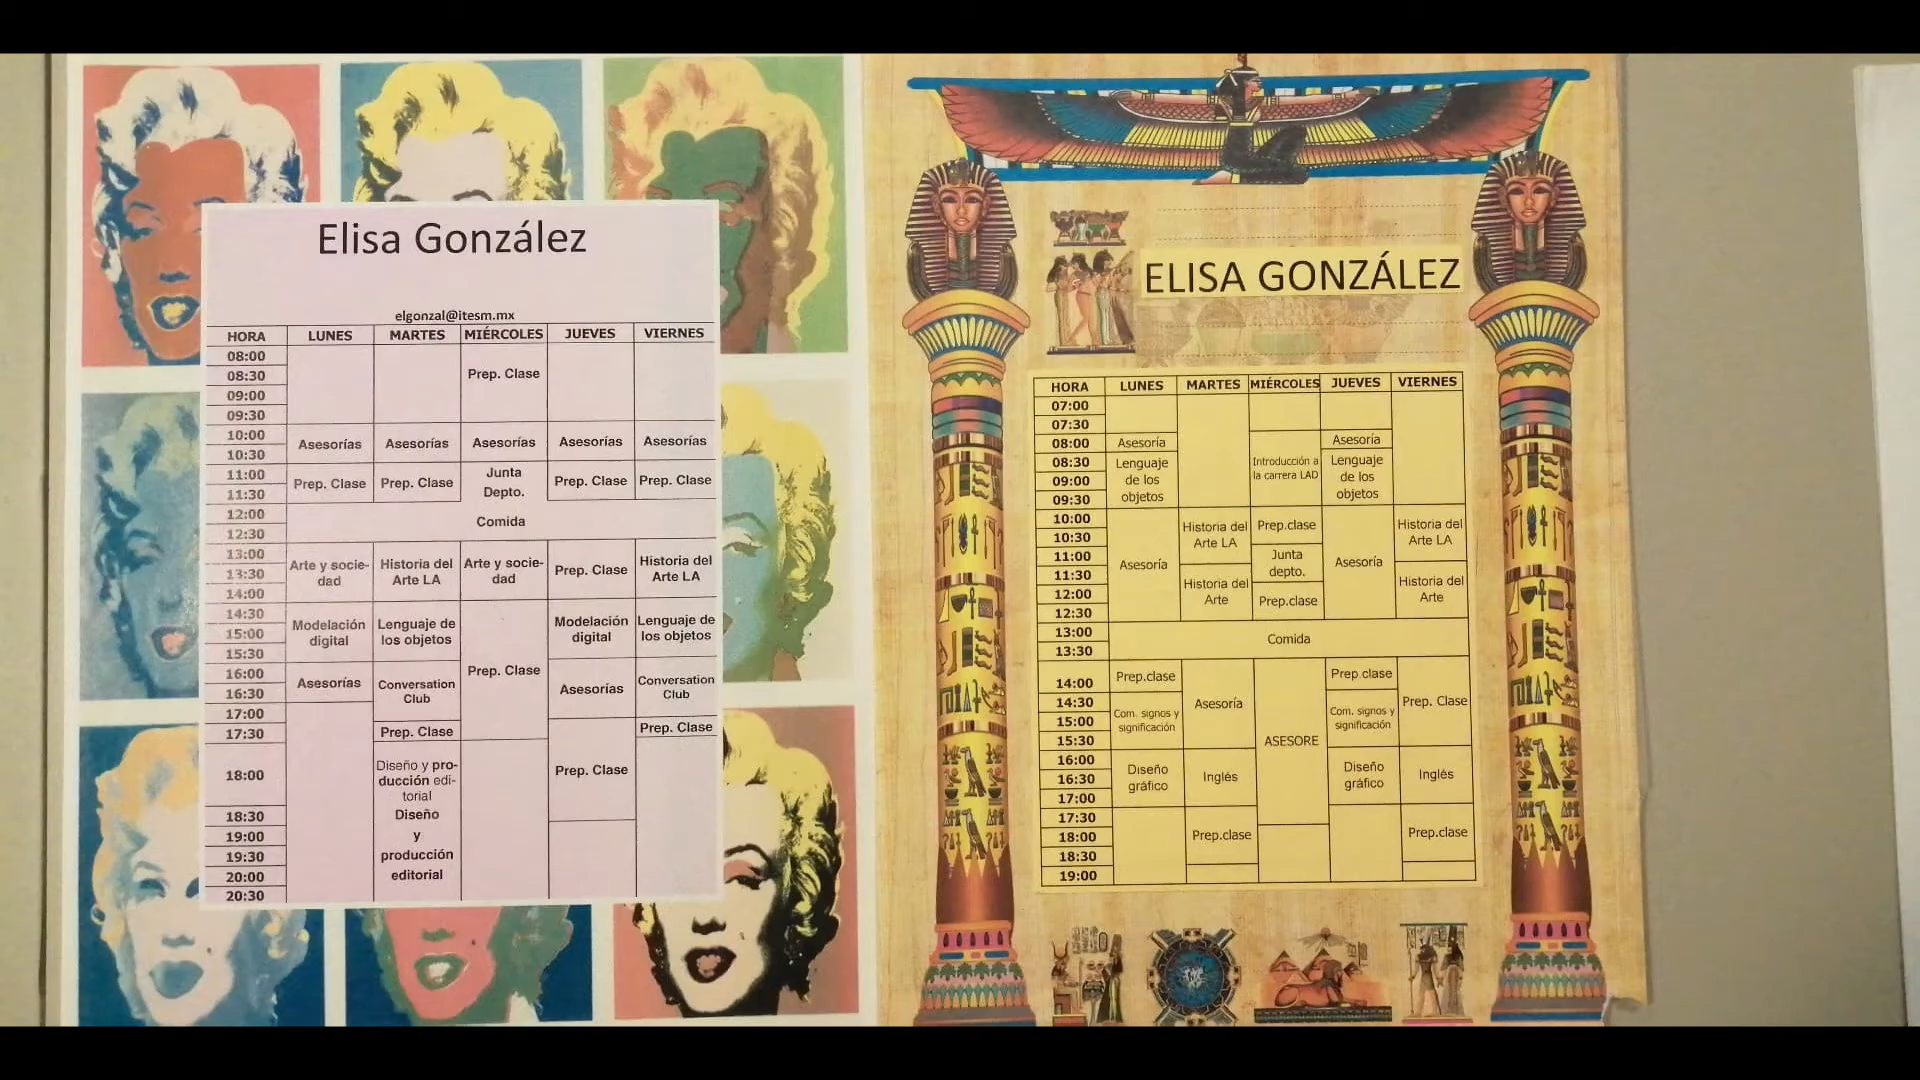 Elisa González
elgonzal@itesm.mx
HORA LUNES MARTES MIÉRCOLES JUEVES VIERNES
08:00
08:30 Prep. Clase
09:00
09:30
10:00
Asesorías Asesorías Asesorías Asesorías Asesorías
10:30
11:00 Junta
Prep. Clase Prep. Clase Prep. Clase Prep. Clase
11:30 Depto.
12:00
Comida
12:30
13:00
Arte y socie- Historia del Arte y socie- Prep. Clase Historia del
13:30
dad Arte LA dad Arte LA
14:00
14:30
Modelación Lenguaje de Modelación Lenguaje de
15:00
digital los objetos digital los objetos
15:30
16:00 Prep. Clase
Asesorías Conversation Asesorías Conversation
16:30 Club Club
17:00
17:30 Prep. Clase Prep. Clase
Diseño y pro-
18:00 ducción edi- Prep. Clase
torial
18:30 Diseño
19:00 y
19:30 producción
20:00 editorial
20:30
ELISA GONZÁLEZ
HORA LUNES MARTES MIÉRCOLES JUEVES VIERNES
07:00
07:30
08:00 Asesoría Asesoría
08:30 Lenguaje Introducción a Lenguaje
09:00 de los la carrera LAD de los
09:30 objetos objetos
10:00 Historia del Prep.clase Historia del
10:30 Arte LA Arte LA
11:00 Asesoría Junta Asesoría
11:30 depto.
Historia del Historia del
12:00 Arte Prep.clase Arte
12:30
13:00
Comida
13:30
14:00 Prep.clase Prep.clase
14:30 Asesoría Prep. Clase
15:00 Com. signos y Com. signos y
significación significación
15:30 ASESORE
16:00
Diseño Diseño
16:30 Inglés Inglés
gráfico gráfico
17:00
17:30
18:00 Prep.clase Prep.clase
18:30
19:00